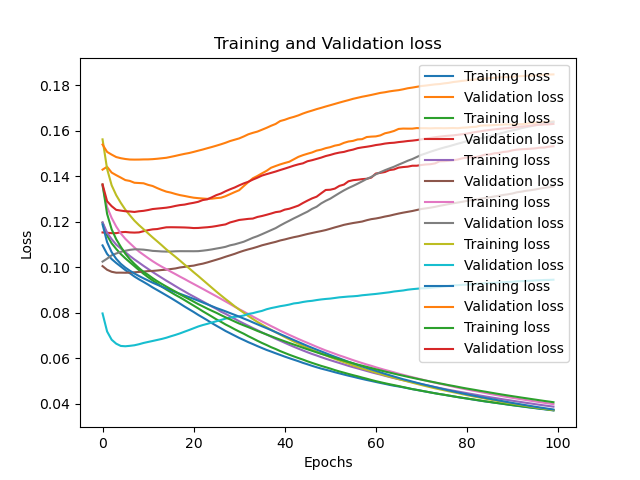 Training and Validation loss
Loss
0.18
0.16
0.14
0.12
0.10
0.08
0.06
0.04
0
20
40
60
80
100
Epochs
Training loss
Validation loss
Training loss
Validation loss
Training loss
Validation loss
Training loss
Validation loss
Training loss
Validation loss
Training loss
Validation loss
Training loss
Validation loss